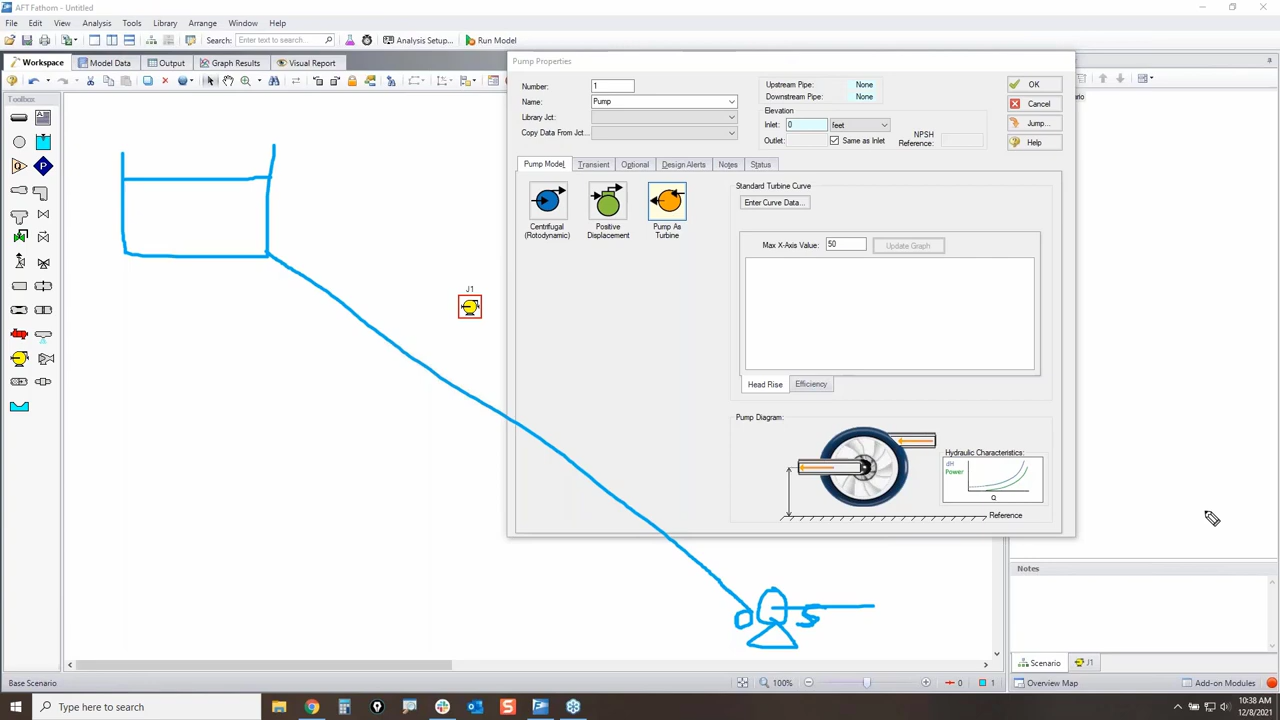 AFT Fathom - Untitled
File Edit View Analysis Tools Library Arrange Window Help
Search: Enter text to search... Analysis Setup... Run Model
Workspace Model Data Output Graph Results Visual Report
Toolbox
J1
Pump Properties
Number: 1
Name: Pump
Library Jct:
Copy Data From Jct...
Upstream Pipe: None
Downstream Pipe: None
Elevation
Inlet: 0 feet
Outlet: Same as Inlet
NPSH
Reference:
OK
Cancel
Jump...
Help
Pump Model Transient Optional Design Alerts Notes Status
Centrifugal
(Rotodynamic)
Positive
Displacement
Pump As
Turbine
Standard Turbine Curve
Enter Curve Data...
Max X-Axis Value: 50 Update Graph
Head Rise Efficiency
Pump Diagram:
Hydraulic Characteristics:
dH
Power
Q
Reference
D S
Notes
Scenario J1
Base Scenario 100% 0 1 Overview Map Add-on Modules
Type here to search
10:38 AM
12/8/2021